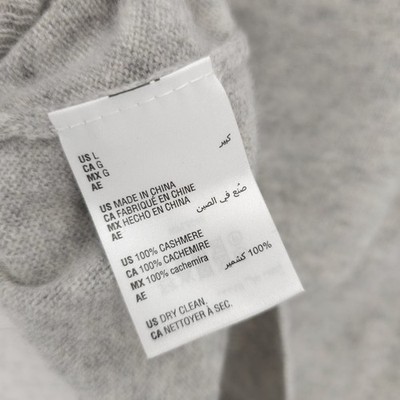 US L
CA G
MX G
AE كبير
US MADE IN CHINA
CA FABRIQUÉ EN CHINE
MX HECHO EN CHINA
AE صنع في الصين
US 100% CASHMERE
CA 100% CACHEMIRE
MX 100% cachemira
AE 100% كشمير
US DRY CLEAN.
CA NETTOYER À SEC.